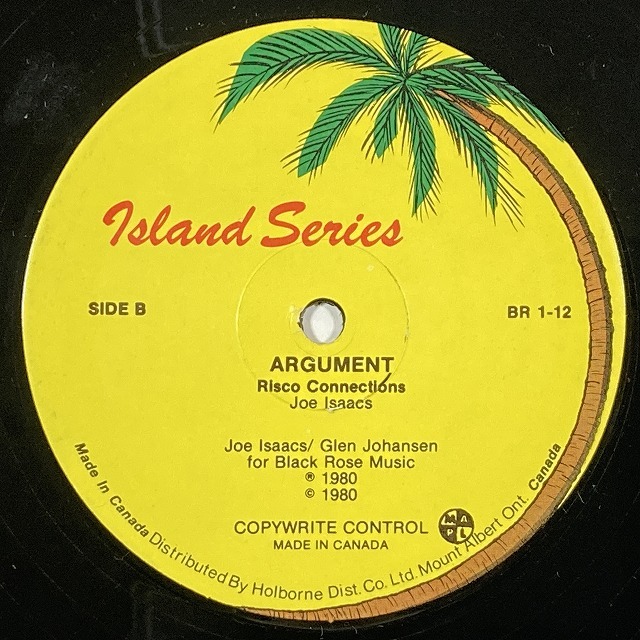 Island Series
SIDE B
BR 1-12
ARGUMENT
Risco Connections
Joe Isaacs
Joe Isaacs/ Glen Johansen
for Black Rose Music
℗ 1980
© 1980
COPYWRITE CONTROL
MAPL
MADE IN CANADA
Made In Canada Distributed By Holborne Dist. Co. Ltd. Mount Albert Ont. Canada